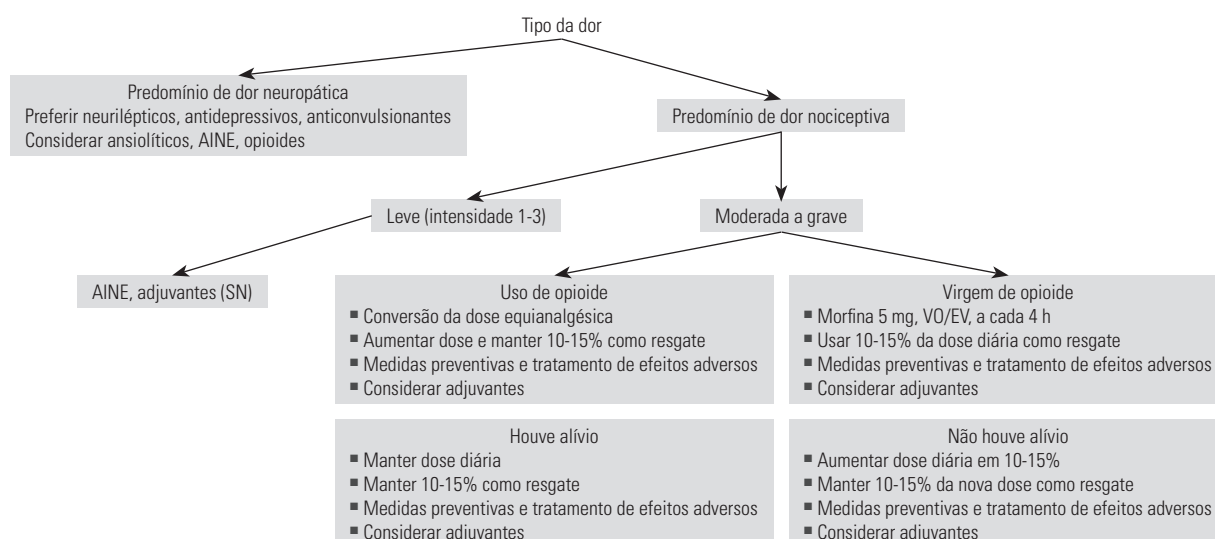 Tipo da dor
Predomínio de dor neuropática
Preferir neurilépticos, antidepressivos, anticonvulsionantes
Considerar ansiolíticos, AINE, opioides
Predomínio de dor nociceptiva
Leve (intensidade 1-3)
Moderada a grave
AINE, adjuvantes (SN)
Uso de opioide
▪ Conversão da dose equianalgésica
▪ Aumentar dose e manter 10-15% como resgate
▪ Medidas preventivas e tratamento de efeitos adversos
▪ Considerar adjuvantes
Virgem de opioide
▪ Morfina 5 mg, VO/EV, a cada 4 h
▪ Usar 10-15% da dose diária como resgate
▪ Medidas preventivas e tratamento de efeitos adversos
▪ Considerar adjuvantes
Houve alívio
▪ Manter dose diária
▪ Manter 10-15% como resgate
▪ Medidas preventivas e tratamento de efeitos adversos
▪ Considerar adjuvantes
Não houve alívio
▪ Aumentar dose diária em 10-15%
▪ Manter 10-15% da nova dose como resgate
▪ Medidas preventivas e tratamento de efeitos adversos
▪ Considerar adjuvantes